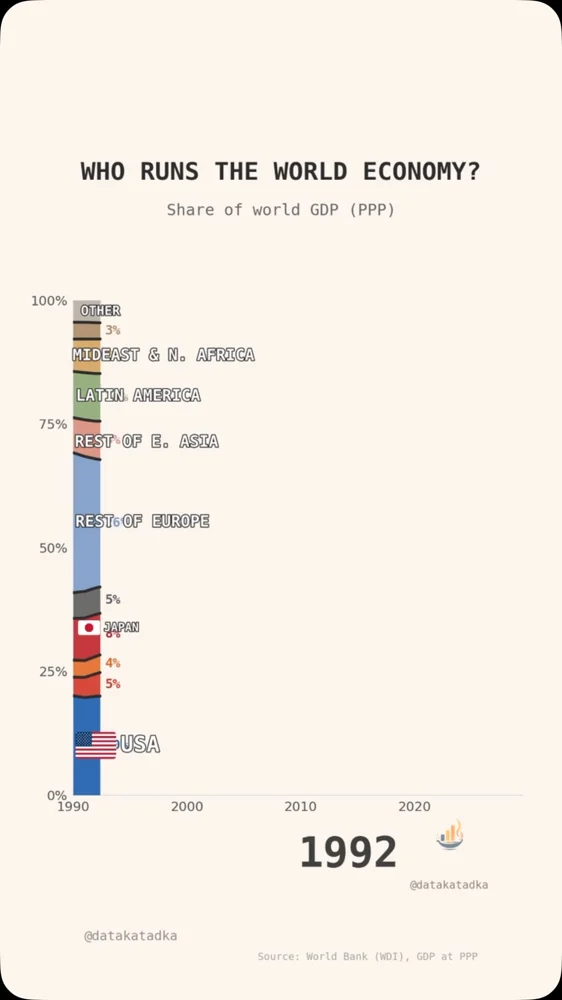 WHO RUNS THE WORLD ECONOMY?
Share of world GDP (PPP)
100%
OTHER
3%
MIDEAST & N. AFRICA
LATIN AMERICA
75%
REST OF E. ASIA
REST OF EUROPE
50%
5%
JAPAN
8%
25%
4%
5%
USA
0%
1990 2000 2010 2020
1992
@datakatadka
@datakatadka
Source: World Bank (WDI), GDP at PPP